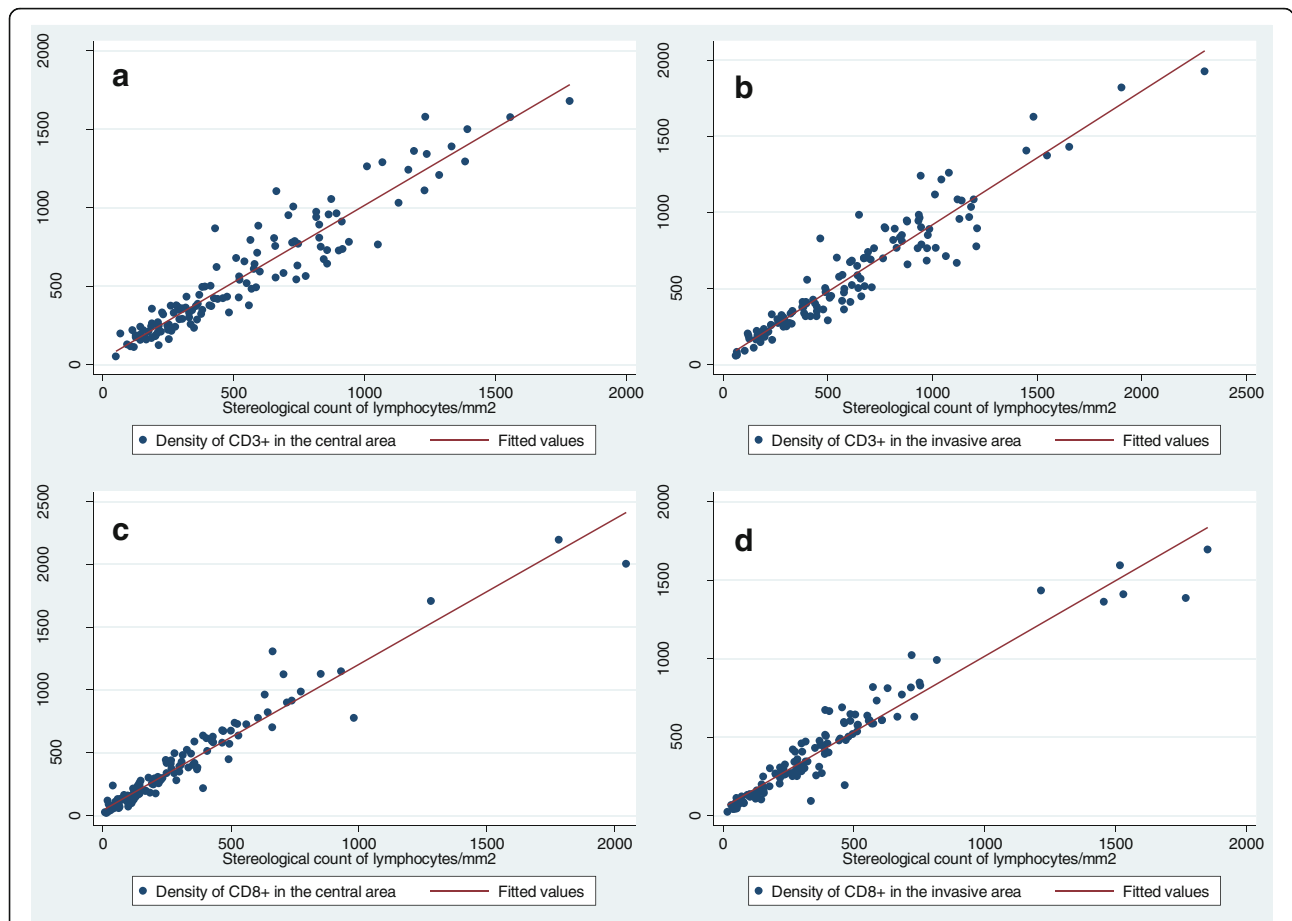 a
2000
1500
1000
500
0
0 500 1000 1500 2000
Stereological count of lymphocytes/mm2
Density of CD3+ in the central area Fitted values
b
2000
1500
1000
500
0
0 500 1000 1500 2000 2500
Stereological count of lymphocytes/mm2
Density of CD3+ in the invasive area Fitted values
c
2500
2000
1500
1000
500
0
0 500 1000 1500 2000
Stereological count of lymphocytes/mm2
Density of CD8+ in the central area Fitted values
d
2000
1500
1000
500
0
0 500 1000 1500 2000
Stereological count of lymphocytes/mm2
Density of CD8+ in the invasive area Fitted values